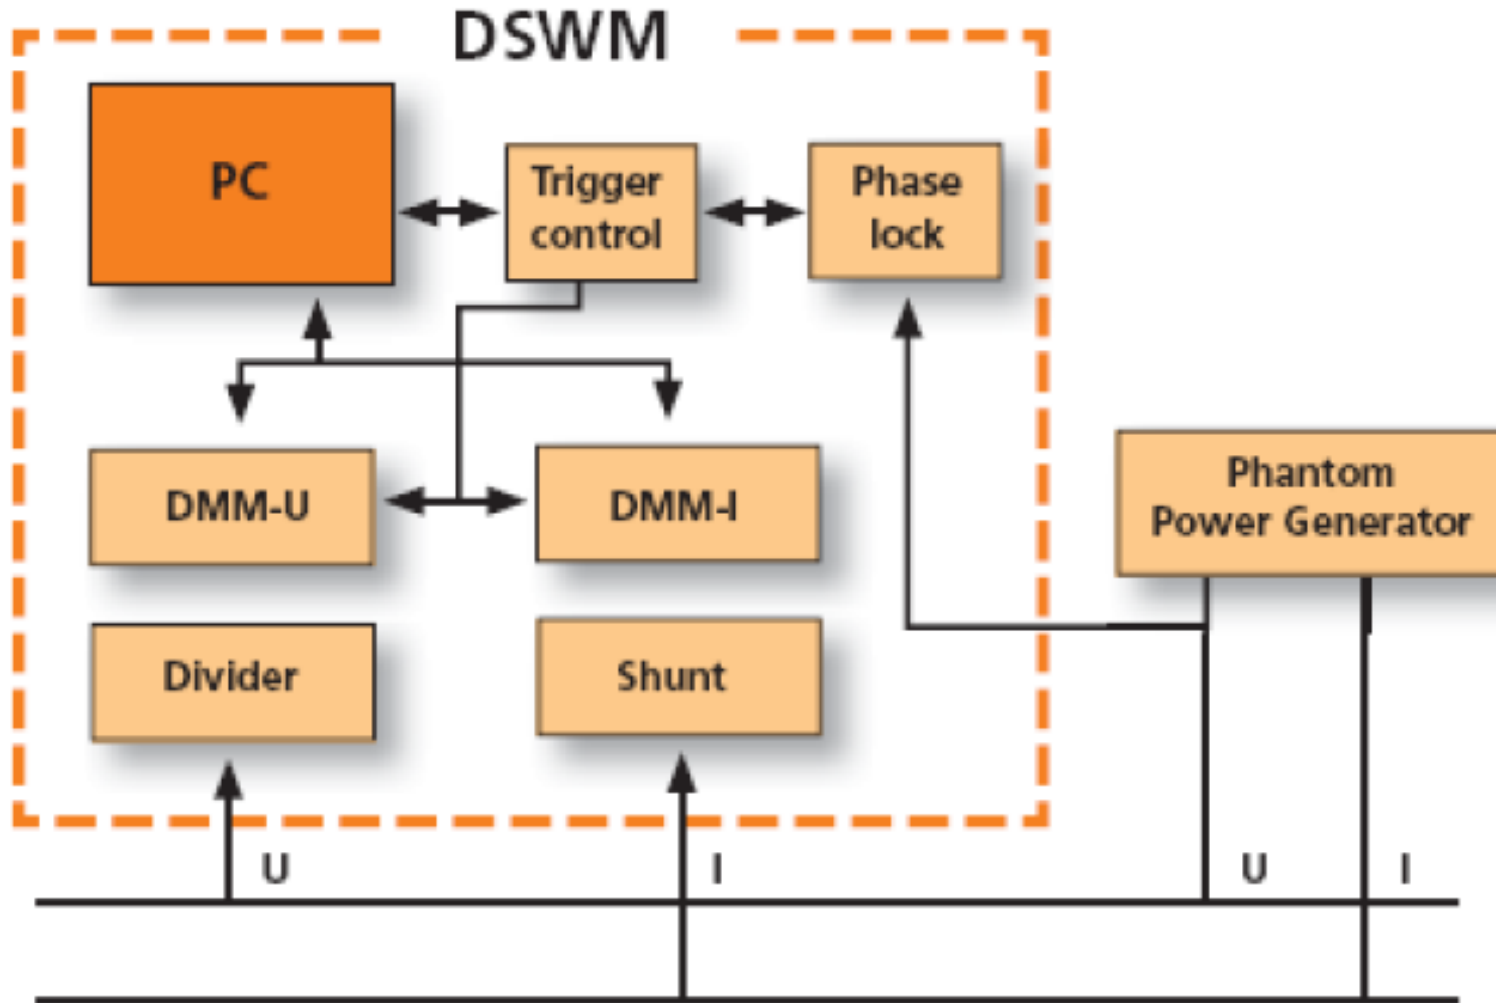 DSWM
PC
Trigger
control
Phase
lock
DMM-U
DMM-I
Phantom
Power Generator
Divider
Shunt
U
I
U
I